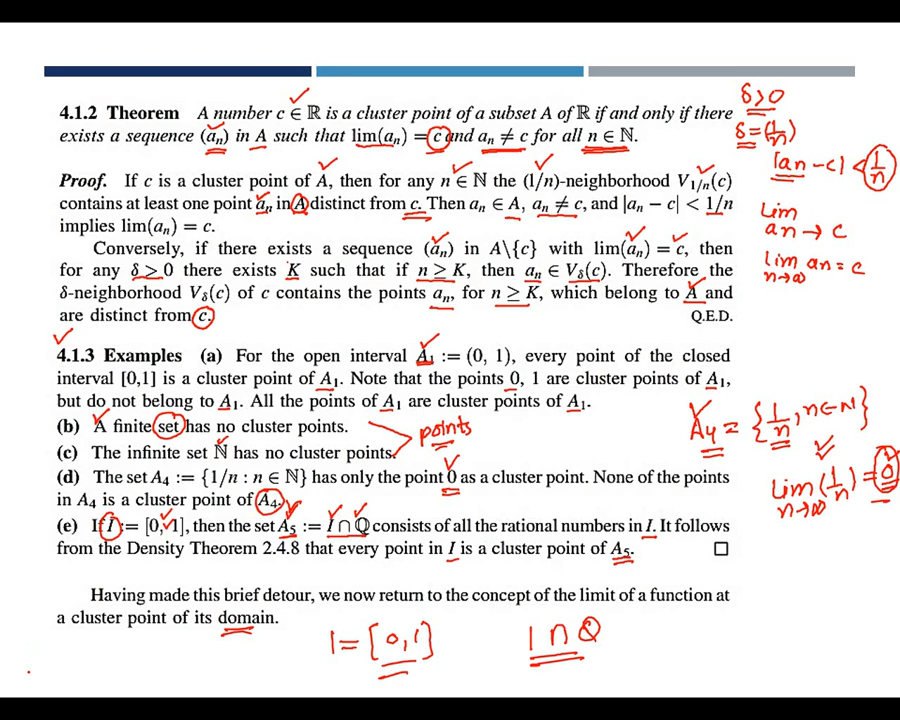 4.1.2 Theorem A number c ∈ ℝ is a cluster point of a subset A of ℝ if and only if there
exists a sequence (aₙ) in A such that lim(aₙ) = c and aₙ ≠ c for all n ∈ ℕ.
Proof. If c is a cluster point of A, then for any n ∈ ℕ the (1/n)-neighborhood V₁/ₙ(c)
contains at least one point aₙ in A distinct from c. Then aₙ ∈ A, aₙ ≠ c, and |aₙ − c| < 1/n
implies lim(aₙ) = c.
Conversely, if there exists a sequence (aₙ) in A\{c} with lim(aₙ) = c, then
for any δ > 0 there exists K such that if n ≥ K, then aₙ ∈ V_δ(c). Therefore the
δ-neighborhood V_δ(c) of c contains the points aₙ, for n ≥ K, which belong to A and
are distinct from c. Q.E.D.
4.1.3 Examples (a) For the open interval A₁ := (0, 1), every point of the closed
interval [0,1] is a cluster point of A₁. Note that the points 0, 1 are cluster points of A₁,
but do not belong to A₁. All the points of A₁ are cluster points of A₁.
(b) A finite set has no cluster points.
(c) The infinite set ℕ has no cluster points.
(d) The set A₄ := {1/n : n ∈ ℕ} has only the point 0 as a cluster point. None of the points
in A₄ is a cluster point of A₄.
(e) If I := [0, 1], then the set A₅ := I ∩ ℚ consists of all the rational numbers in I. It follows
from the Density Theorem 2.4.8 that every point in I is a cluster point of A₅. □
Having made this brief detour, we now return to the concept of the limit of a function at
a cluster point of its domain.
δ>0
δ = (1/n)
|an - c| < 1/n
lim
an → c
lim an = c
n→∞
points
A4 = {1/n, n∈N}
lim (1/n) = 0
n→∞
I = [0,1]
I ∩ Q